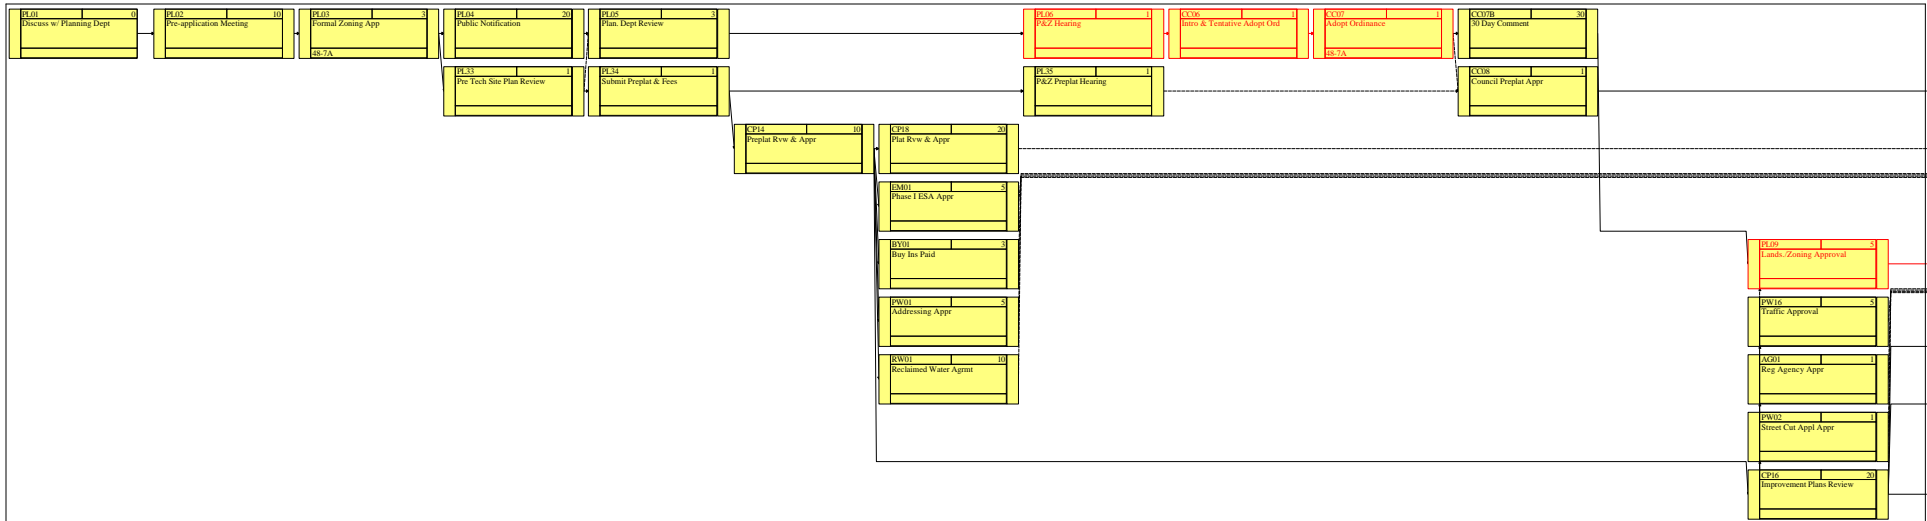 PL01 0
Discuss w/ Planning Dept
PL02 10
Pre-application Meeting
PL03 3
Formal Zoning App
48-7A
PL04 20
Public Notification
PL05 3
Plan. Dept Review
PL06 1
P&Z Hearing
CC06 1
Intro & Tentative Adopt Ord
CC07 1
Adopt Ordinance
48-7A
CC07B 30
30 Day Comment
PL33 1
Pre Tech Site Plan Review
PL34 1
Submit Preplat & Fees
PL35 1
P&Z Preplat Hearing
CC08 1
Council Preplat Appr
CP14 10
Preplat Rvw & Appr
CP18 20
Plat Rvw & Appr
EM01 5
Phase I ESA Appr
BY01 3
Buy Ins Paid
PL09 5
Lands./Zoning Approval
PW01 5
Addressing Appr
PW16 5
Traffic Approval
RW01 10
Reclaimed Water Agrmt
AG01 1
Reg Agency Appr
PW02 1
Street Cut Appl Appr
CP16 20
Improvement Plans Review